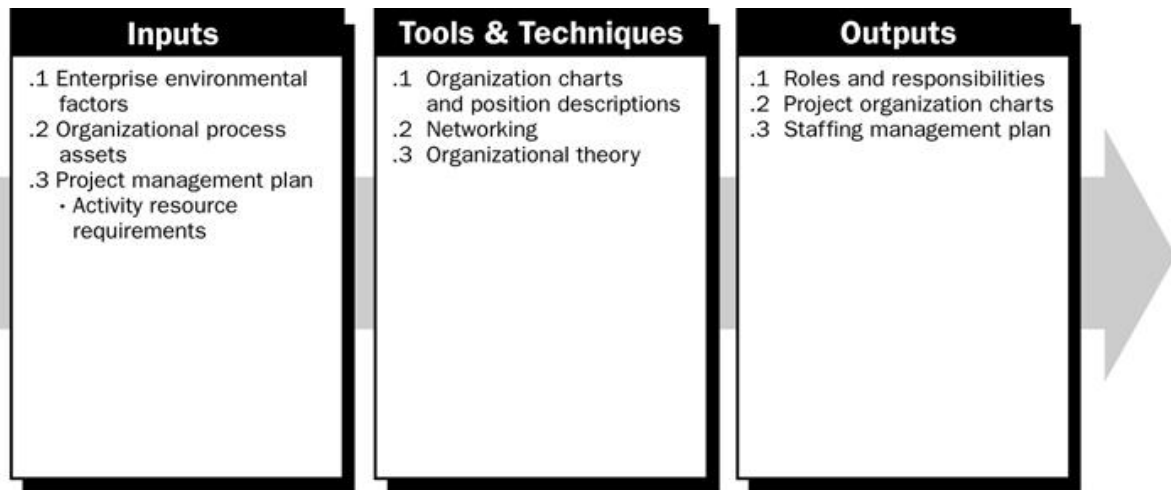 Inputs
.1 Enterprise environmental
factors
.2 Organizational process
assets
.3 Project management plan
· Activity resource
requirements
Tools & Techniques
.1 Organization charts
and position descriptions
.2 Networking
.3 Organizational theory
Outputs
.1 Roles and responsibilities
.2 Project organization charts
.3 Staffing management plan